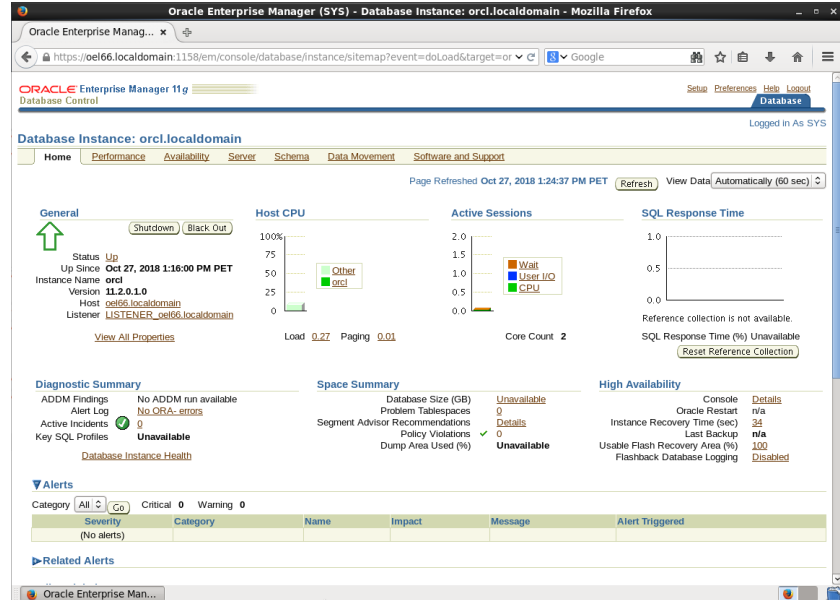 Oracle Enterprise Manager (SYS) - Database Instance: orcl.localdomain - Mozilla Firefox
Oracle Enterprise Manag...
https://oel66.localdomain:1158/em/console/database/instance/sitemap?event=doLoad&target=or
Google
ORACLE Enterprise Manager 11g
Database Control
Setup Preferences Help Logout
Database
Logged in As SYS
Database Instance: orcl.localdomain
Home Performance Availability Server Schema Data Movement Software and Support
Page Refreshed Oct 27, 2018 1:24:37 PM PET Refresh View Data Automatically (60 sec)
General
Shutdown Black Out
Status Up
Up Since Oct 27, 2018 1:16:00 PM PET
Instance Name orcl
Version 11.2.0.1.0
Host oel66.localdomain
Listener LISTENER_oel66.localdomain
View All Properties
Host CPU
100%
75
50
25
0
Other
orcl
Load 0.27 Paging 0.01
Active Sessions
2.0
1.5
1.0
0.5
0.0
Wait
User I/O
CPU
Core Count 2
SQL Response Time
1.0
0.5
0.0
Reference collection is not available.
SQL Response Time (%) Unavailable
Reset Reference Collection
Diagnostic Summary
ADDM Findings No ADDM run available
Alert Log No ORA- errors
Active Incidents 0
Key SQL Profiles Unavailable
Database Instance Health
Space Summary
Database Size (GB) Unavailable
Problem Tablespaces 0
Segment Advisor Recommendations Details
Policy Violations 0
Dump Area Used (%) Unavailable
High Availability
Console Details
Oracle Restart n/a
Instance Recovery Time (sec) 34
Last Backup n/a
Usable Flash Recovery Area (%) 100
Flashback Database Logging Disabled
Alerts
Category All Go Critical 0 Warning 0
Severity Category Name Impact Message Alert Triggered
(No alerts)
Related Alerts
Oracle Enterprise Man...